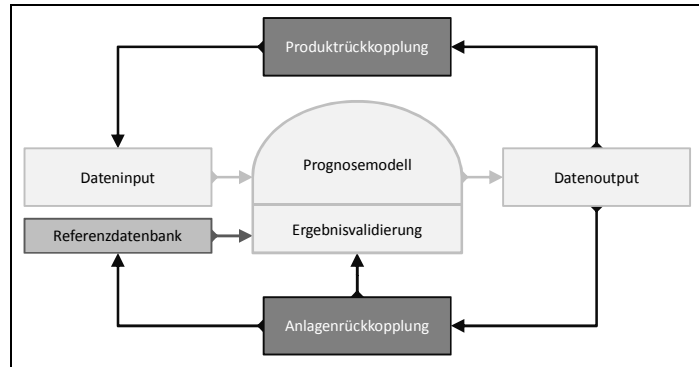 Produktrückkopplung
Dateninput
Prognosemodell
Datenoutput
Referenzdatenbank
Ergebnisvalidierung
Anlagenrückkopplung